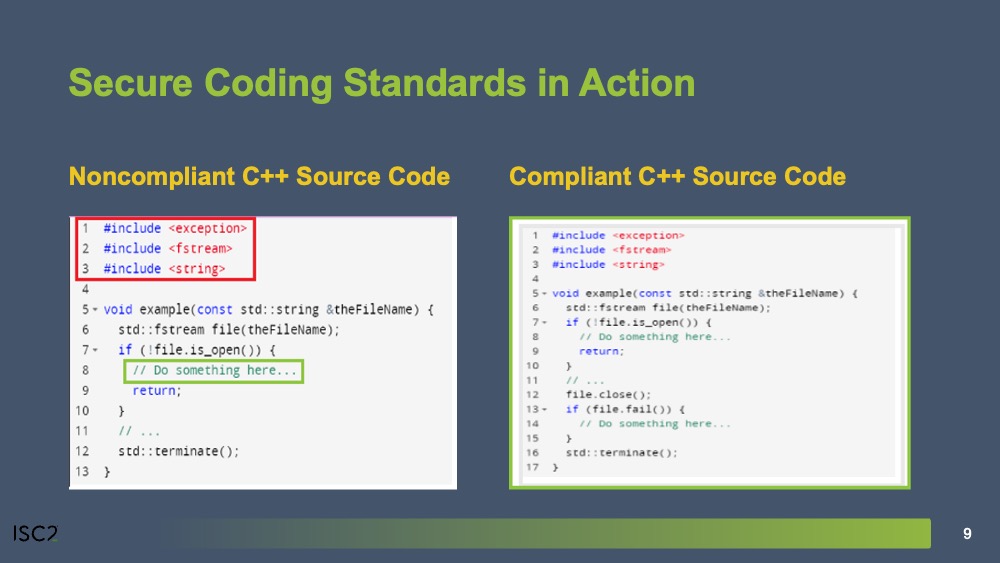 Secure Coding Standards in Action
Noncompliant C++ Source Code
1 #include <exception>
2 #include <fstream>
3 #include <string>
4
5 void example(const std::string &theFileName) {
6 std::fstream file(theFileName);
7 if (!file.is_open()) {
8 // Do something here...
9 return;
10 }
11 // ...
12 std::terminate();
13 }
Compliant C++ Source Code
1 #include <exception>
2 #include <fstream>
3 #include <string>
4
5 void example(const std::string &theFileName) {
6 std::fstream file(theFileName);
7 if (!file.is_open()) {
8 // Do something here...
9 return;
10 }
11 // ...
12 file.close();
13 if (file.fail()) {
14 // Do something here...
15 }
16 std::terminate();
17 }
ISC2
9